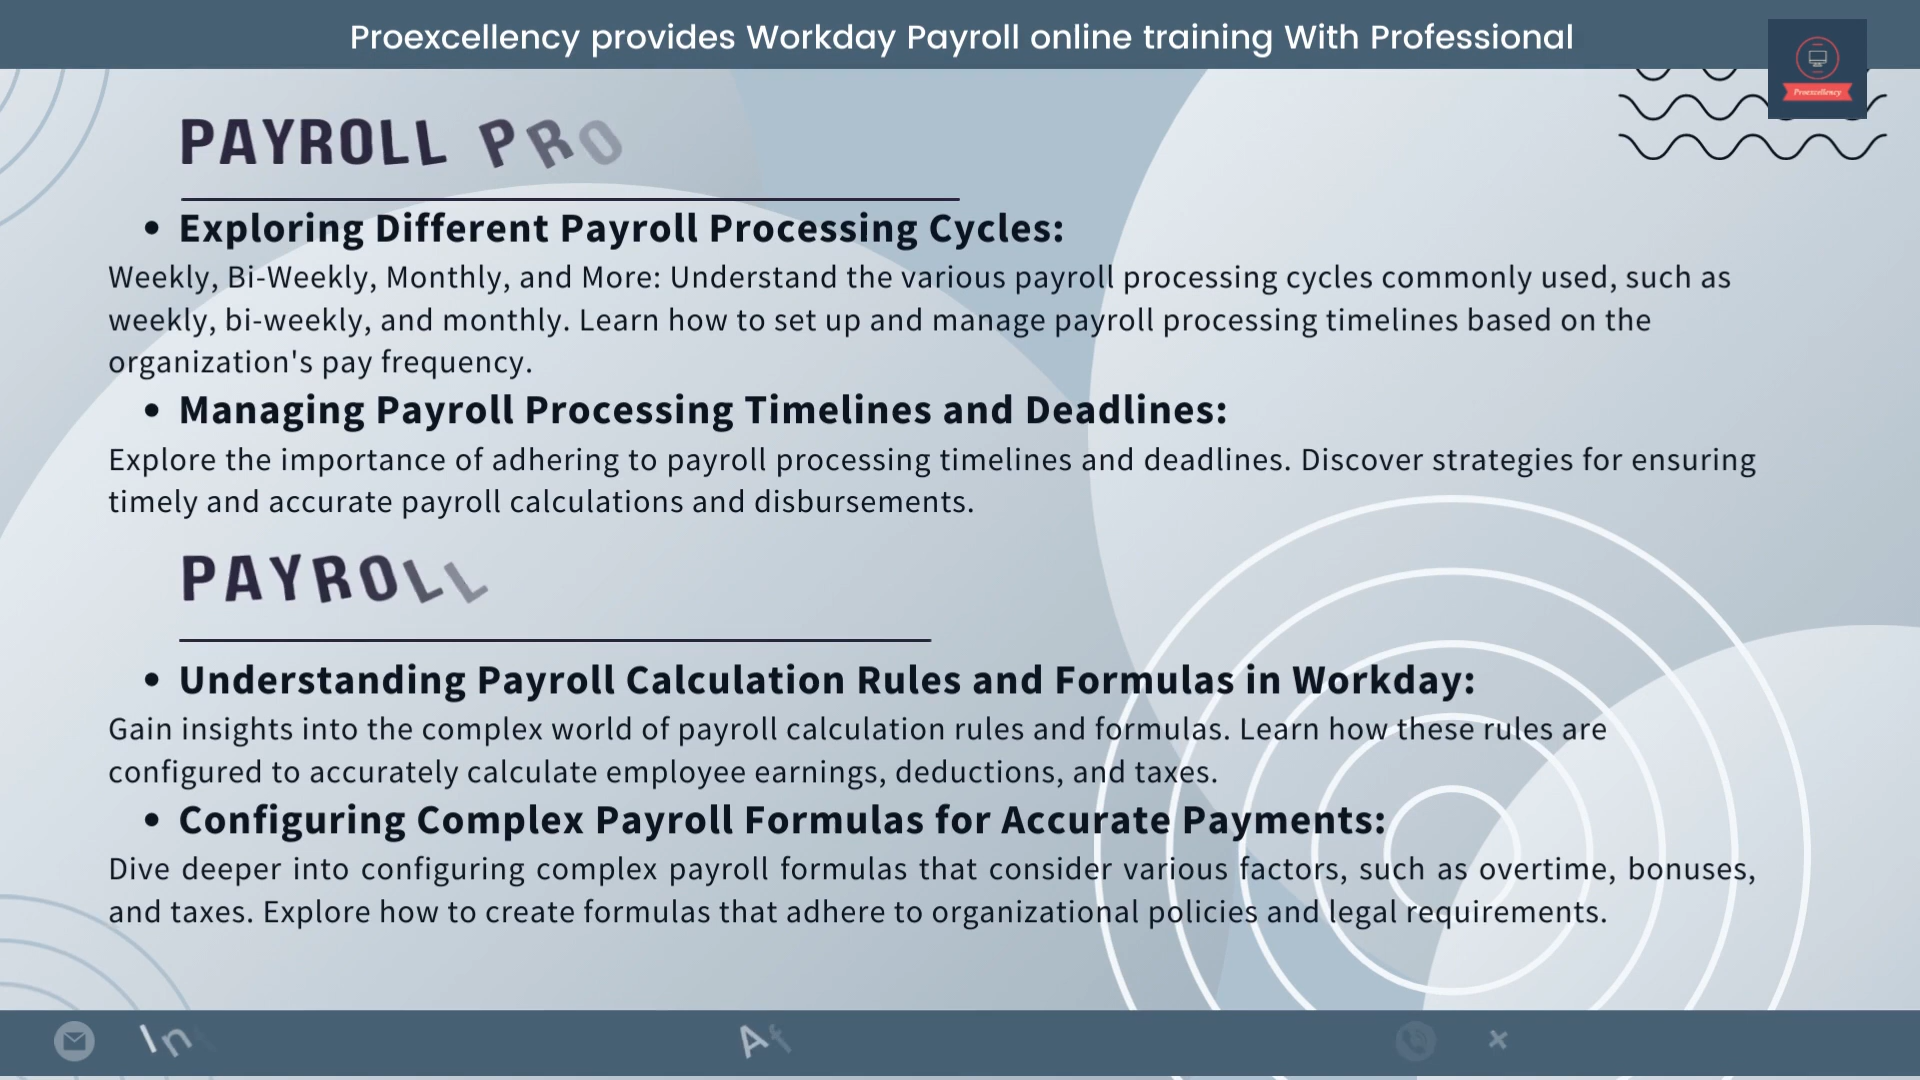 Proexcellency provides Workday Payroll online training With Professional
Proexcellency
PAYROLL PRO
• Exploring Different Payroll Processing Cycles:
Weekly, Bi-Weekly, Monthly, and More: Understand the various payroll processing cycles commonly used, such as
weekly, bi-weekly, and monthly. Learn how to set up and manage payroll processing timelines based on the
organization's pay frequency.
• Managing Payroll Processing Timelines and Deadlines:
Explore the importance of adhering to payroll processing timelines and deadlines. Discover strategies for ensuring
timely and accurate payroll calculations and disbursements.
PAYROLL
• Understanding Payroll Calculation Rules and Formulas in Workday:
Gain insights into the complex world of payroll calculation rules and formulas. Learn how these rules are
configured to accurately calculate employee earnings, deductions, and taxes.
• Configuring Complex Payroll Formulas for Accurate Payments:
Dive deeper into configuring complex payroll formulas that consider various factors, such as overtime, bonuses,
and taxes. Explore how to create formulas that adhere to organizational policies and legal requirements.
In Af